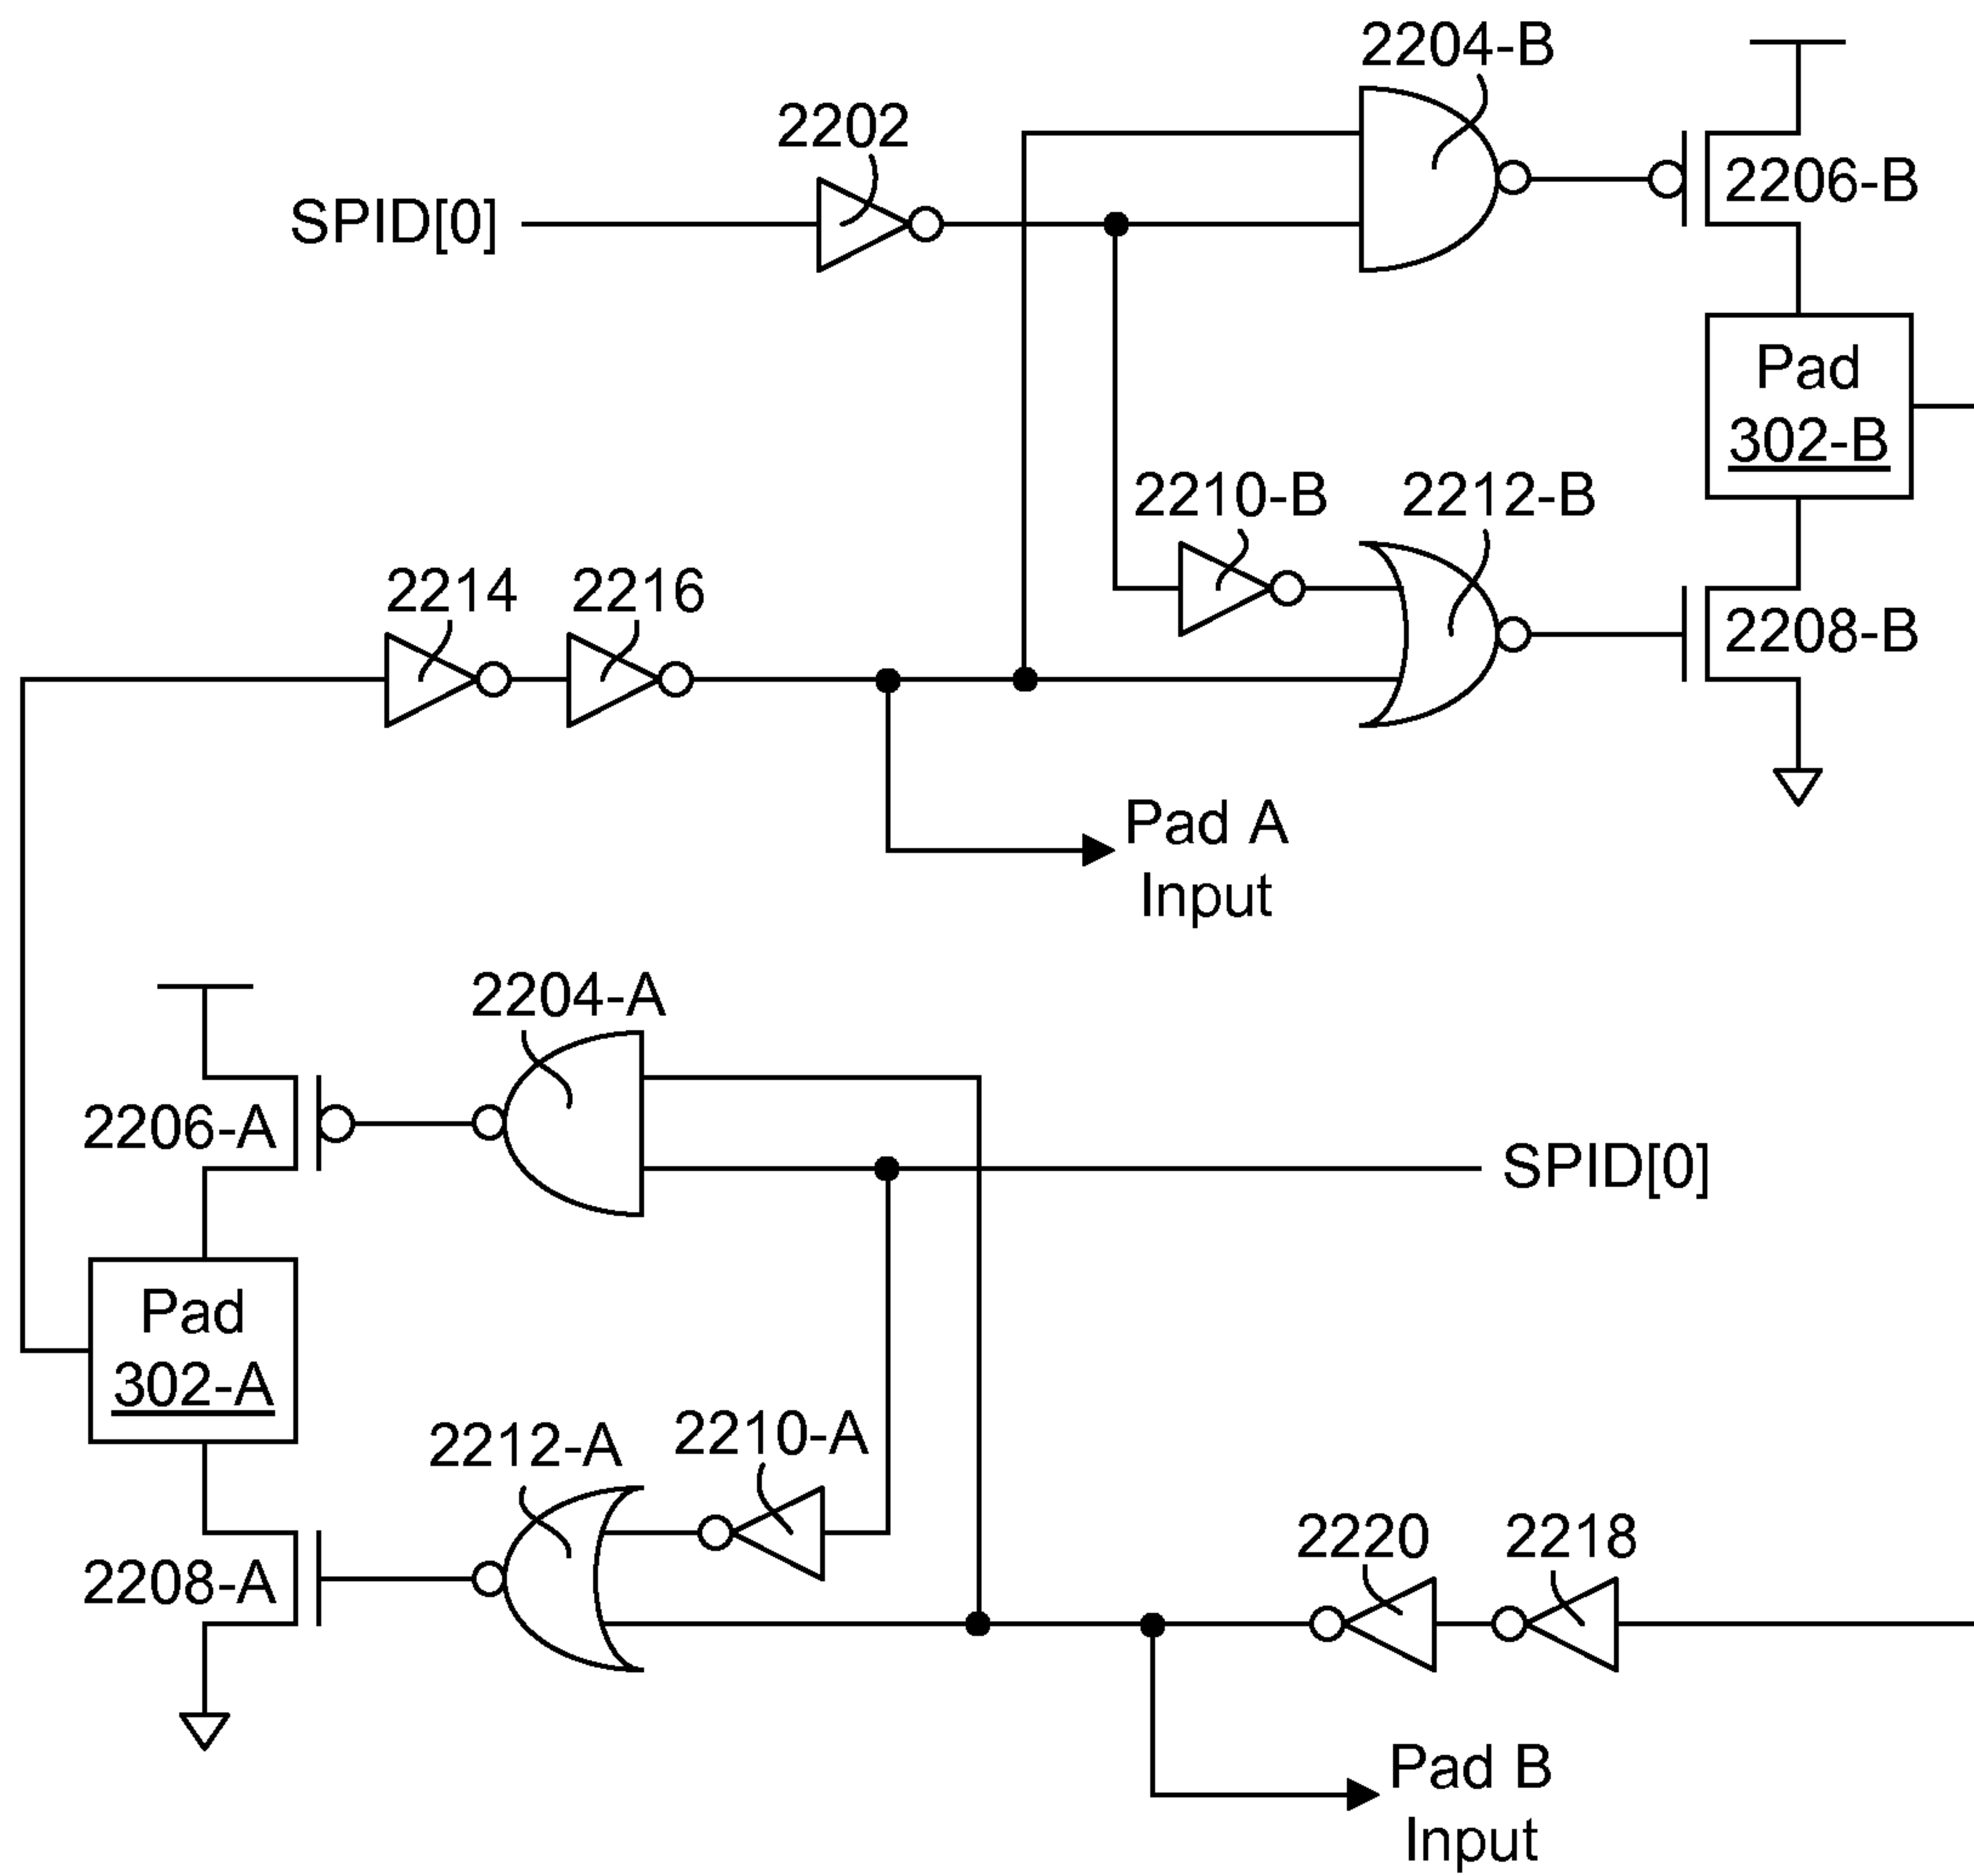 2204-B
2202
2206-B
SPID[0]
Pad
302-B
2210-B
2212-B
2214
2216
2208-B
Pad A
Input
2204-A
2206-A
SPID[0]
Pad
302-A
2212-A
2210-A
2220
2218
2208-A
Pad B
Input